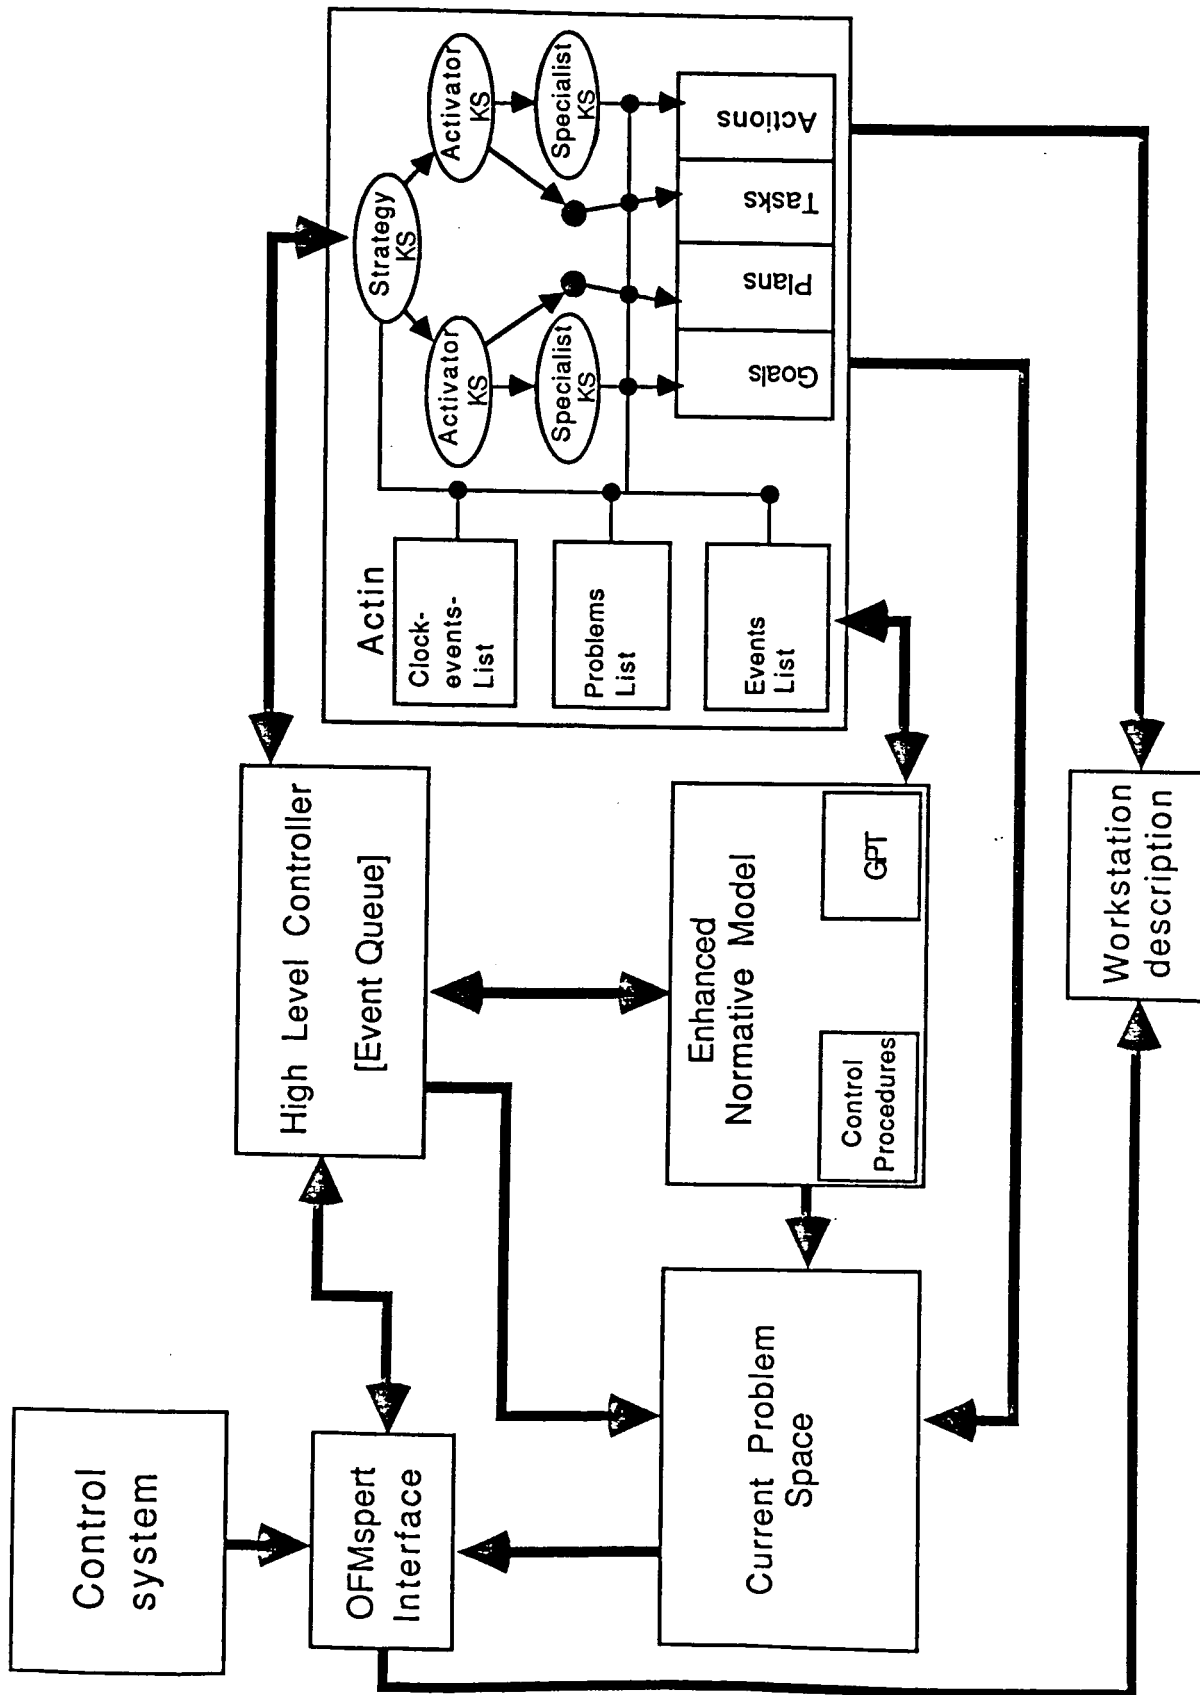 Control
system
OFMspert
Interface
High Level Controller
[Event Queue]
Current Problem
Space
Enhanced
Normative Model
Control
Procedures
GPT
Workstation
description
Actin
Clock-
events-
List
Problems
List
Events
List
Strategy
KS
Activator
KS
Activator
KS
Specialist
KS
Specialist
KS
Goals
Plans
Tasks
Actions